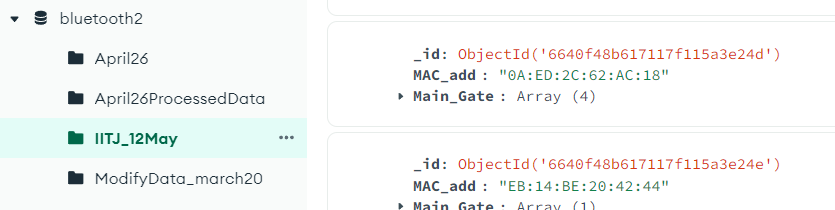 bluetooth2
April26
April26ProcessedData
IITJ_12May
ModifyData_march20
_id: ObjectId('6640f48b617117f115a3e24d')
MAC_add : "0A:ED:2C:62:AC:18"
Main_Gate : Array (4)
_id: ObjectId('6640f48b617117f115a3e24e')
MAC_add : "EB:14:BE:20:42:44"
Main_Gate : Array (1)